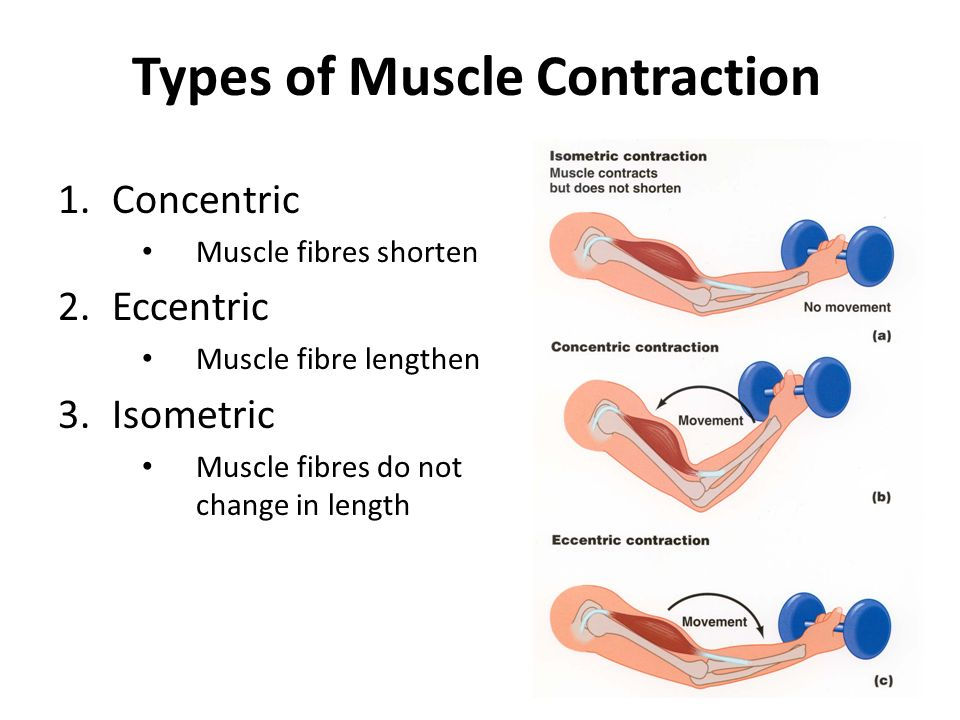 Types of Muscle Contraction
1. Concentric
• Muscle fibres shorten
2. Eccentric
• Muscle fibre lengthen
3. Isometric
• Muscle fibres do not
change in length
Isometric contraction
Muscle contracts
but does not shorten
No movement
(a)
Concentric contraction
Movement
(b)
Eccentric contraction
Movement
(c)